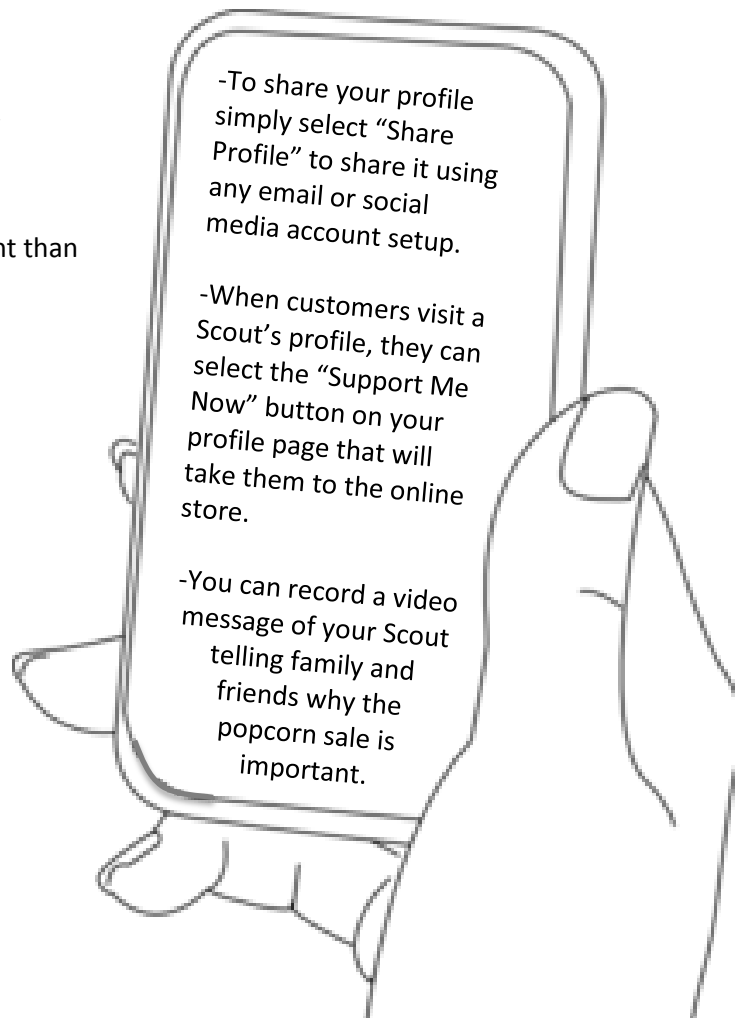 -To share your profile
simply select “Share
Profile” to share it using
any email or social
media account setup.
than
-When customers visit a
Scout’s profile, they can
select the “Support Me
Now” button on your
profile page that will
take them to the online
store.
-You can record a video
message of your Scout
telling family and
friends why the
popcorn sale is
important.